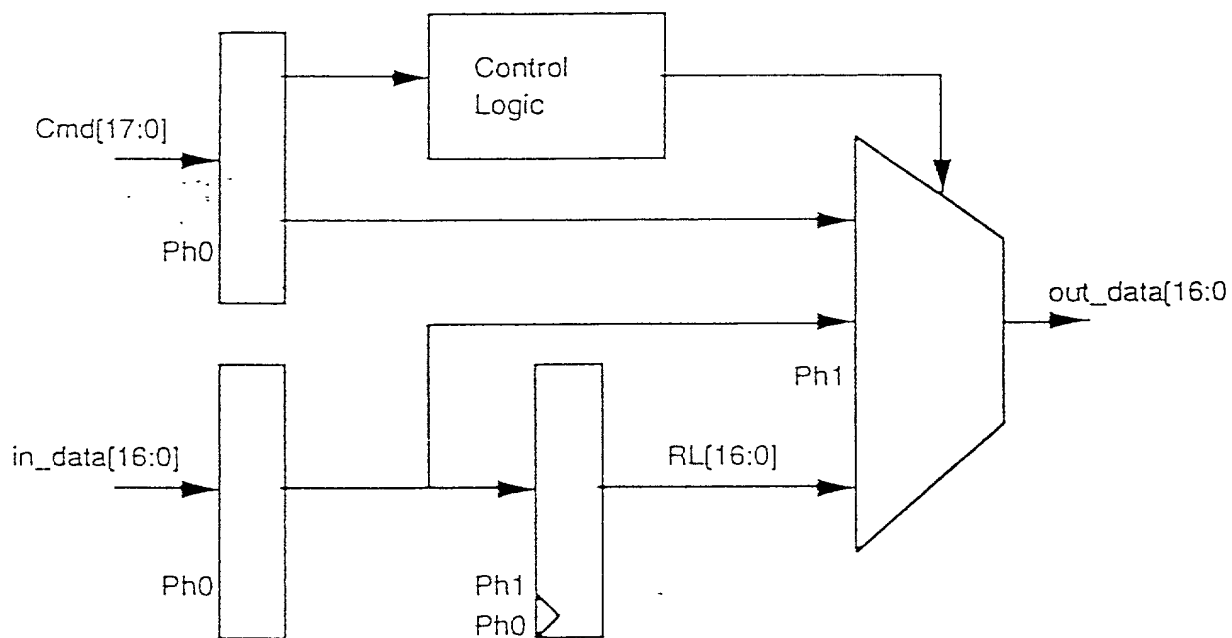 Control
Logic
Cmd[17:0]
Ph0
out_data[16:0
Ph1
in_data[16:0]
RL[16:0]
Ph0
Ph1
Ph0